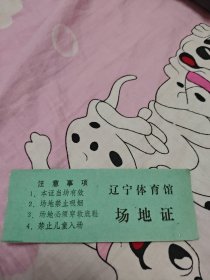 注意事项
1、本证当场有效
2、场地禁止吸烟
3、场地必须穿软底鞋
4、禁止儿童入场
辽宁体育馆
场地证